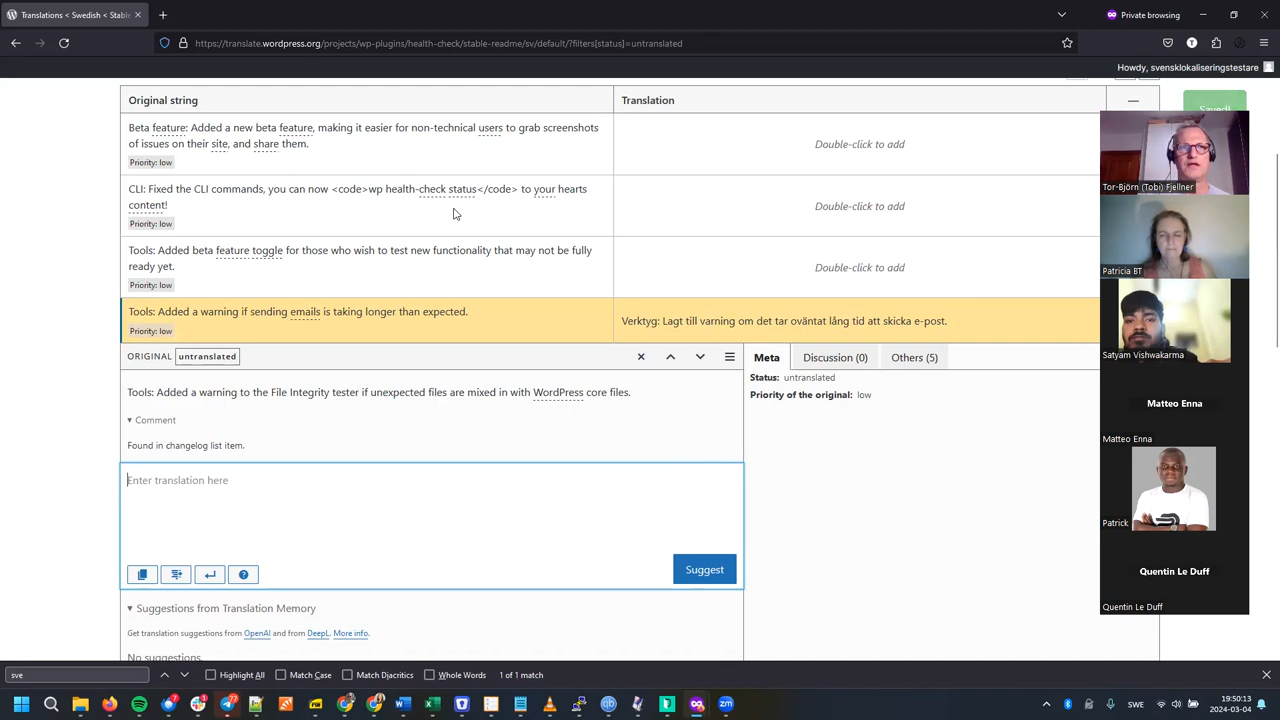 Translations < Swedish < Stable
Private browsing
https://translate.wordpress.org/projects/wp-plugins/health-check/stable-readme/sv/default/?filters[status]=untranslated
Howdy, svensklokaliseringstestare
Original string
Translation
—
Saved!
Beta feature: Added a new beta feature, making it easier for non-technical users to grab screenshots
of issues on their site, and share them.
Priority: low
Double-click to add
CLI: Fixed the CLI commands, you can now <code>wp health-check status</code> to your hearts
content!
Priority: low
Double-click to add
Tools: Added beta feature toggle for those who wish to test new functionality that may not be fully
ready yet.
Priority: low
Double-click to add
Tools: Added a warning if sending emails is taking longer than expected.
Priority: low
Verktyg: Lagt till varning om det tar oväntat lång tid att skicka e-post.
ORIGINAL untranslated
Meta
Discussion (0)
Others (5)
Status: untranslated
Priority of the original: low
Tools: Added a warning to the File Integrity tester if unexpected files are mixed in with WordPress core files.
Comment
Found in changelog list item.
Enter translation here
Suggest
Suggestions from Translation Memory
Get translation suggestions from OpenAI and from DeepL. More info.
No suggestions.
Tor-Björn (Tobi) Fjellner
Patricia BT
Satyam Vishwakarma
Matteo Enna
Matteo Enna
Patrick
Quentin Le Duff
Quentin Le Duff
sve
Highlight All
Match Case
Match Diacritics
Whole Words
1 of 1 match
SWE
19:50:13
2024-03-04